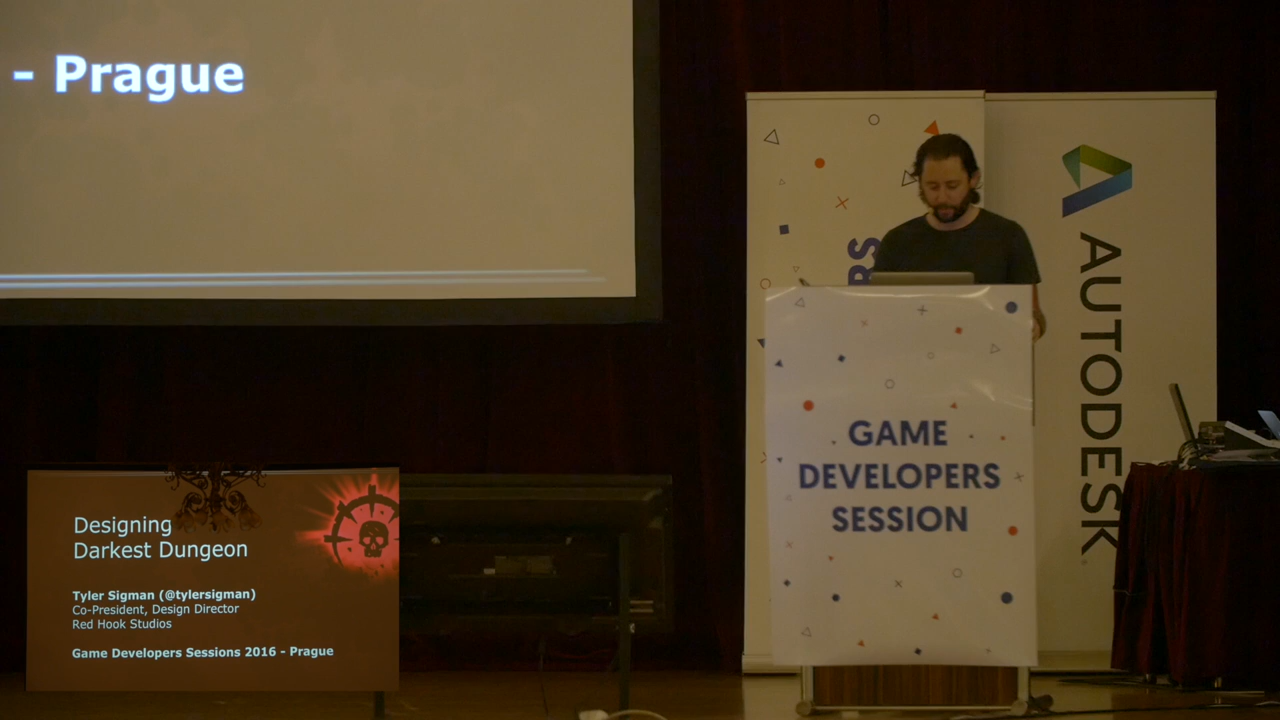 - Prague
RS
AUTODESK
GAME
DEVELOPERS
SESSION
Designing
Darkest Dungeon
Tyler Sigman (@tylersigman)
Co-President, Design Director
Red Hook Studios
Game Developers Sessions 2016 - Prague